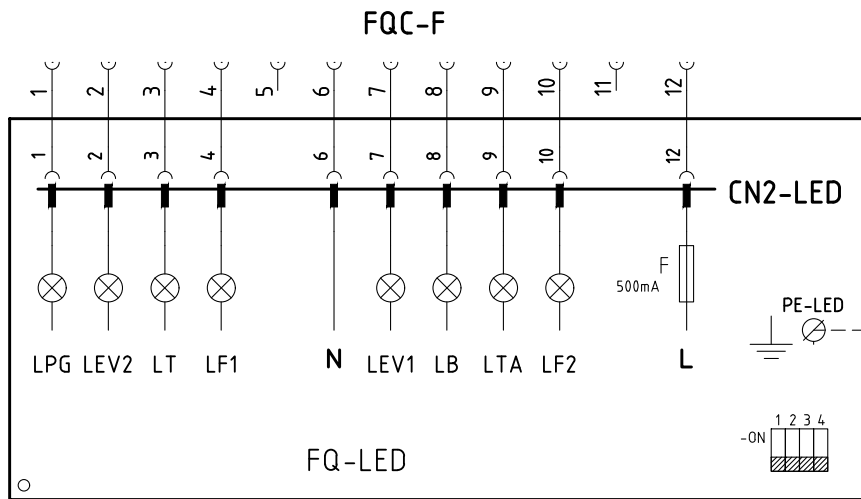 FQC-F
1 2 3 4 5 6 7 8 9 10 11 12
1 2 3 4 6 7 8 9 10 12
CN2-LED
F
500mA
PE-LED
LPG LEV2 LT LF1 N LEV1 LB LTA LF2 L
1 2 3 4
-ON
FQ-LED